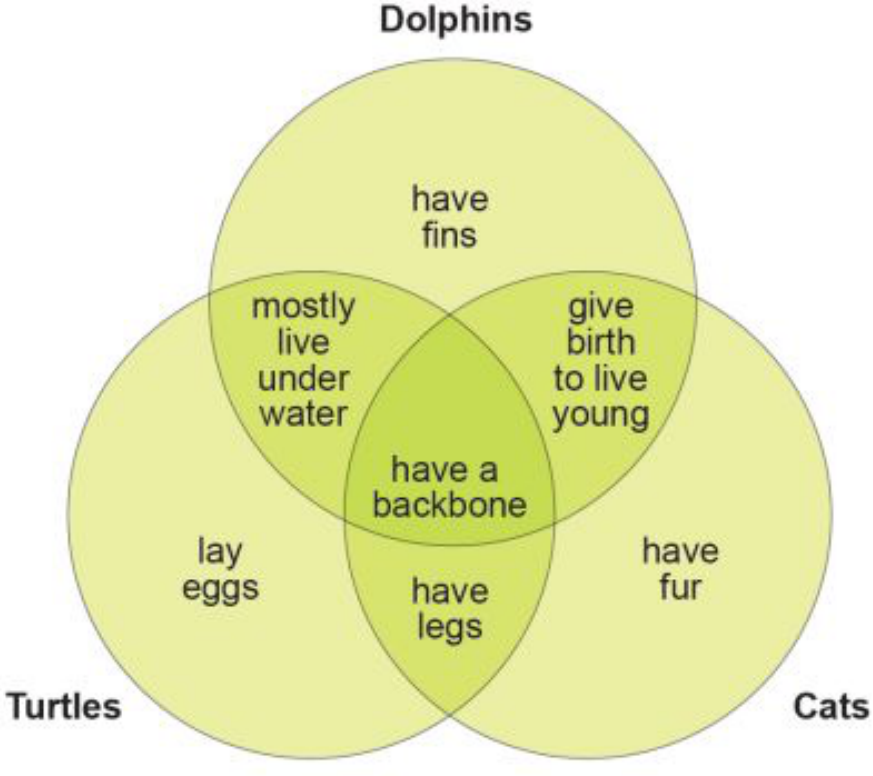 Dolphins
have
fins
mostly
live
under
water
give
birth
to live
young
have a
backbone
lay
eggs
have
legs
have
fur
Turtles
Cats